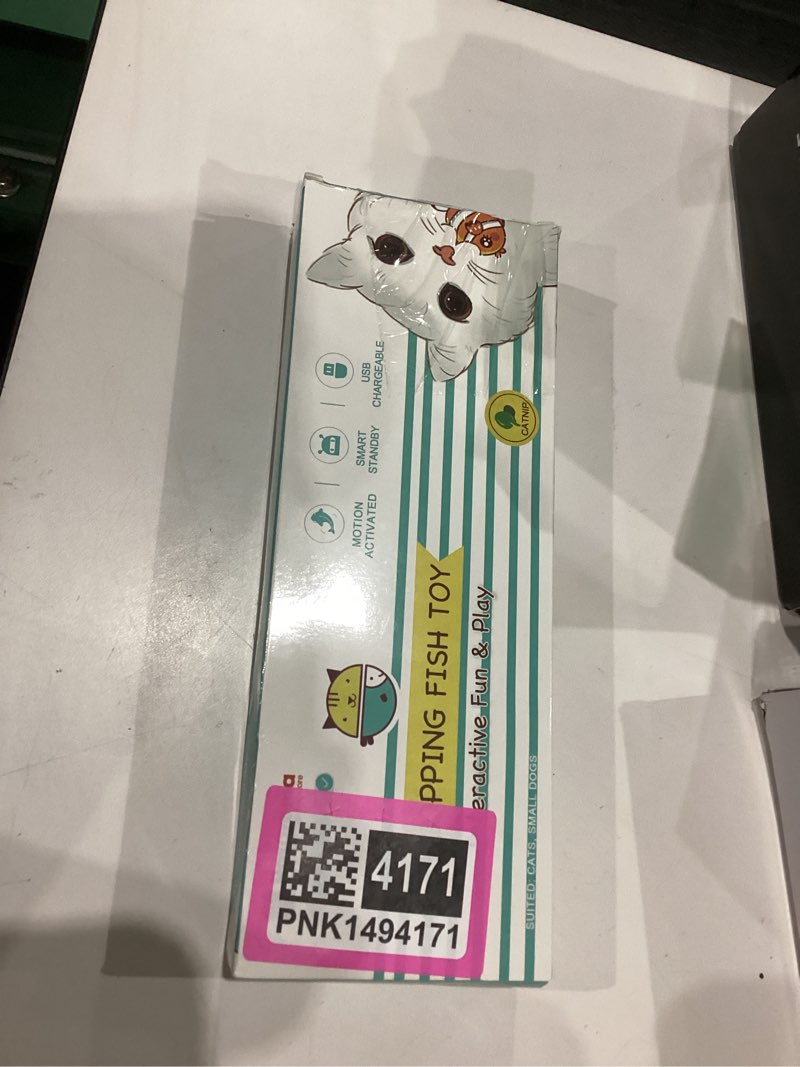 MOTION
ACTIVATED
SMART
STANDBY
USB
CHARGEABLE
PPING FISH TOY
eractive Fun & Play
CATNIP
SUITED: CATS, SMALL DOGS
a
ore
4171
PNK1494171